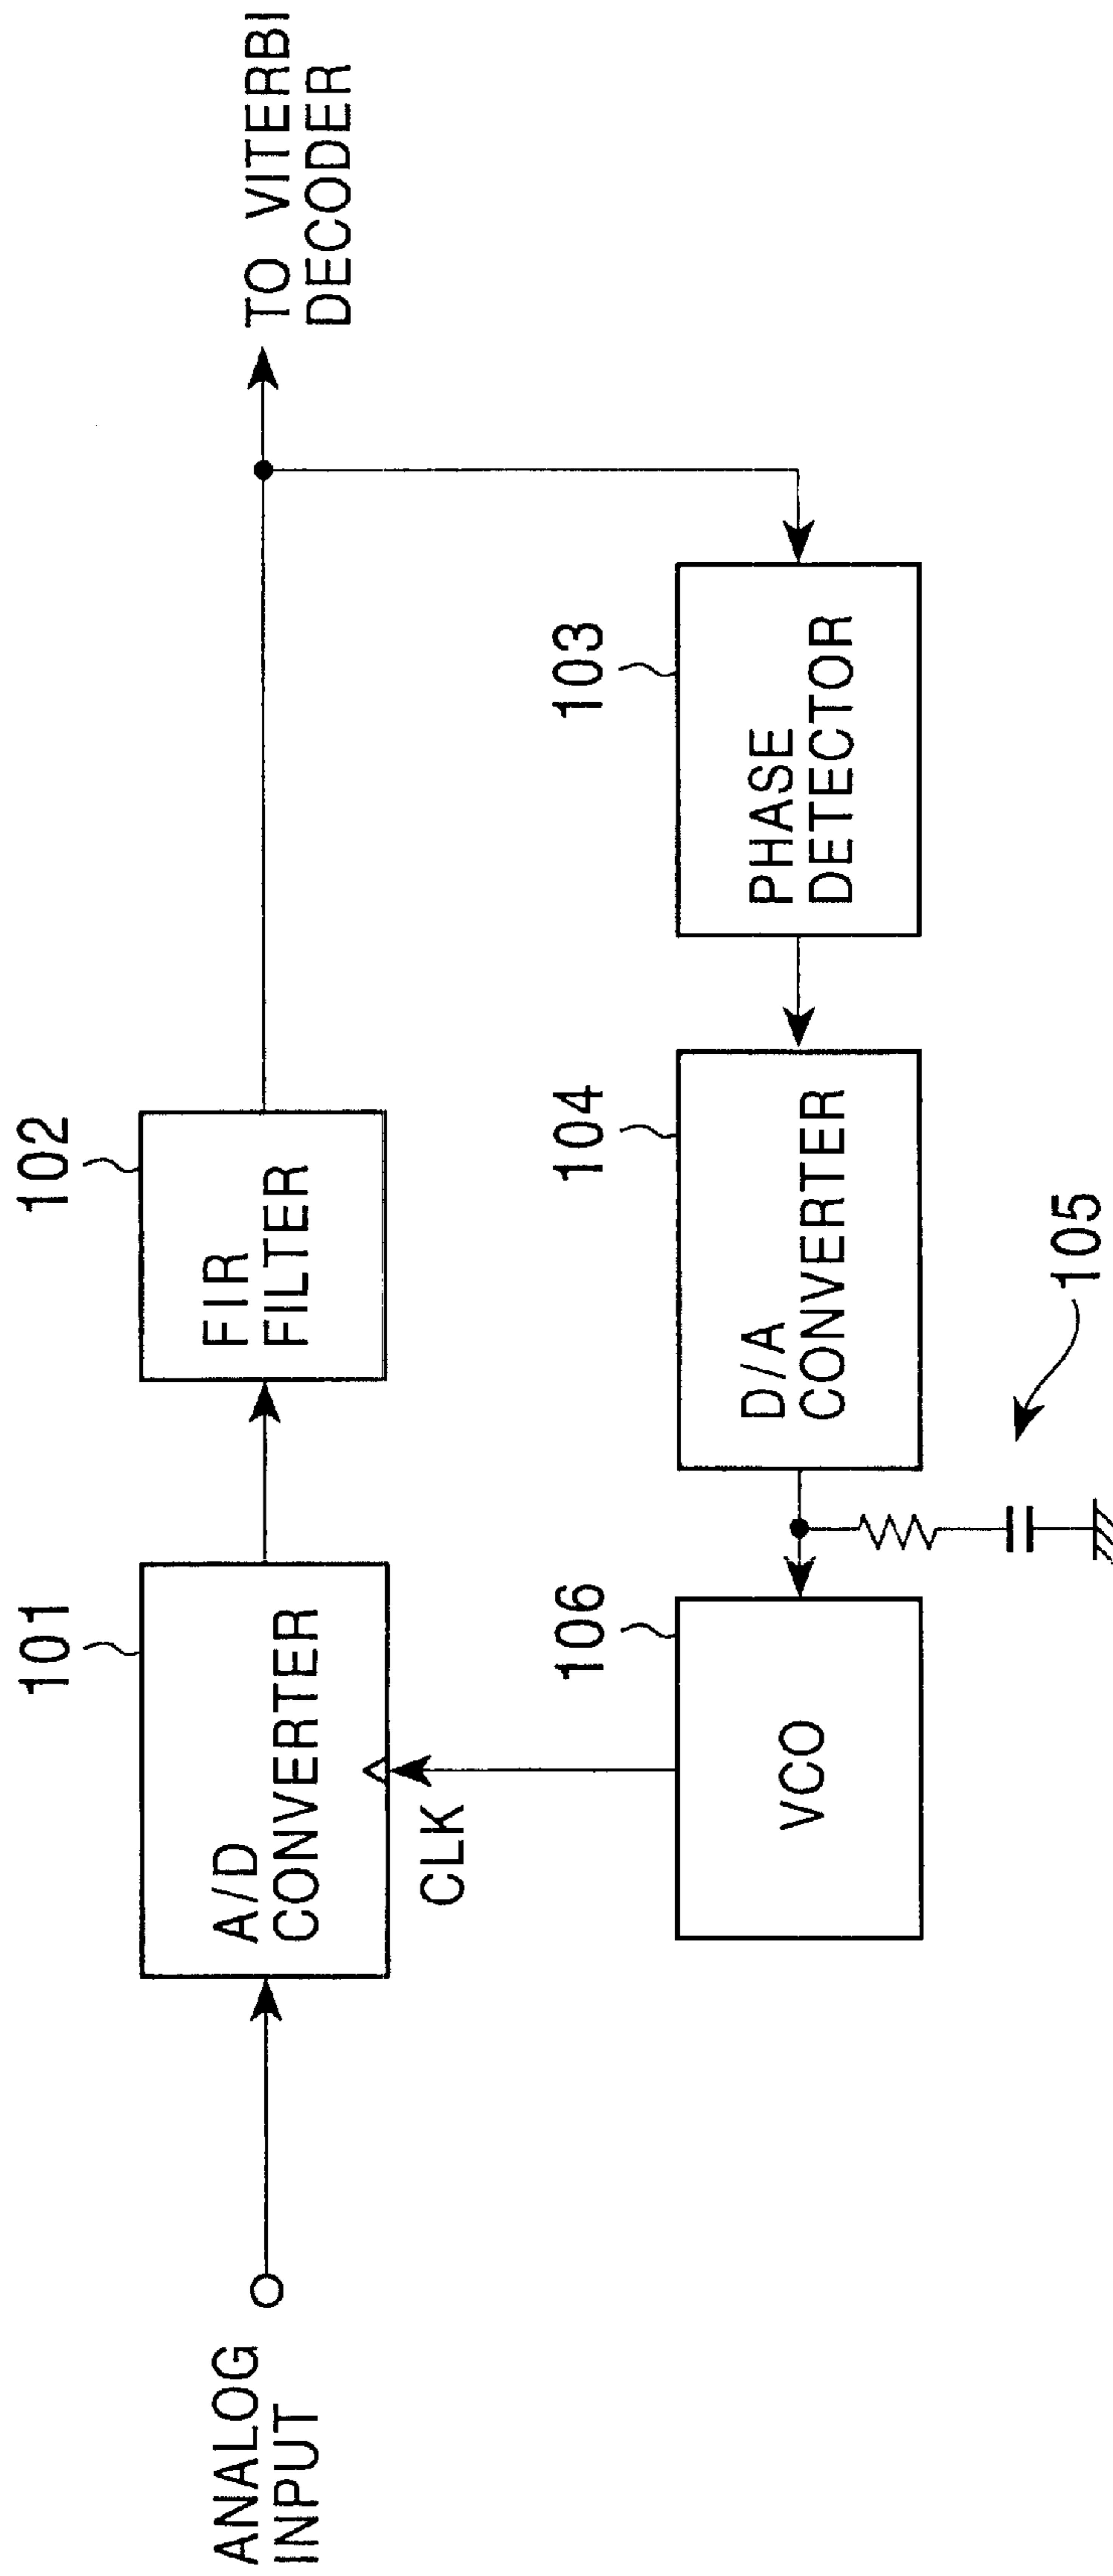 ANALOG
INPUT
101
A/D
CONVERTER
CLK
102
FIR
FILTER
TO VITERBI
DECODER
106
VCO
105
104
D/A
CONVERTER
103
PHASE
DETECTOR